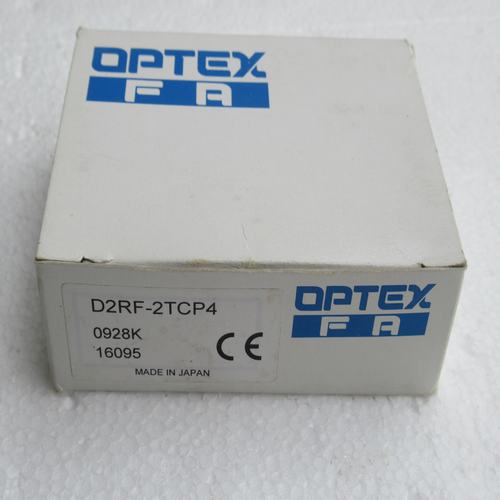 OPTEX
FA
D2RF-2TCP4
0928K
16095
CE
MADE IN JAPAN
OPTEX
FA